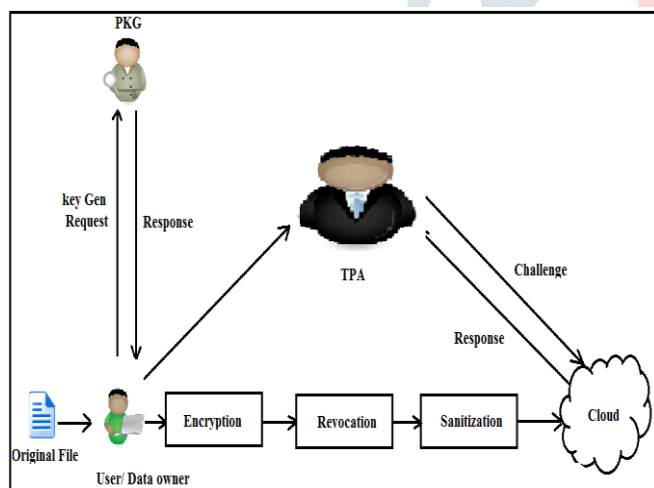 PKG
key Gen
Request
Response
TPA
Challenge
Response
Encryption
Revocation
Sanitization
Cloud
Original File
User/ Data owner